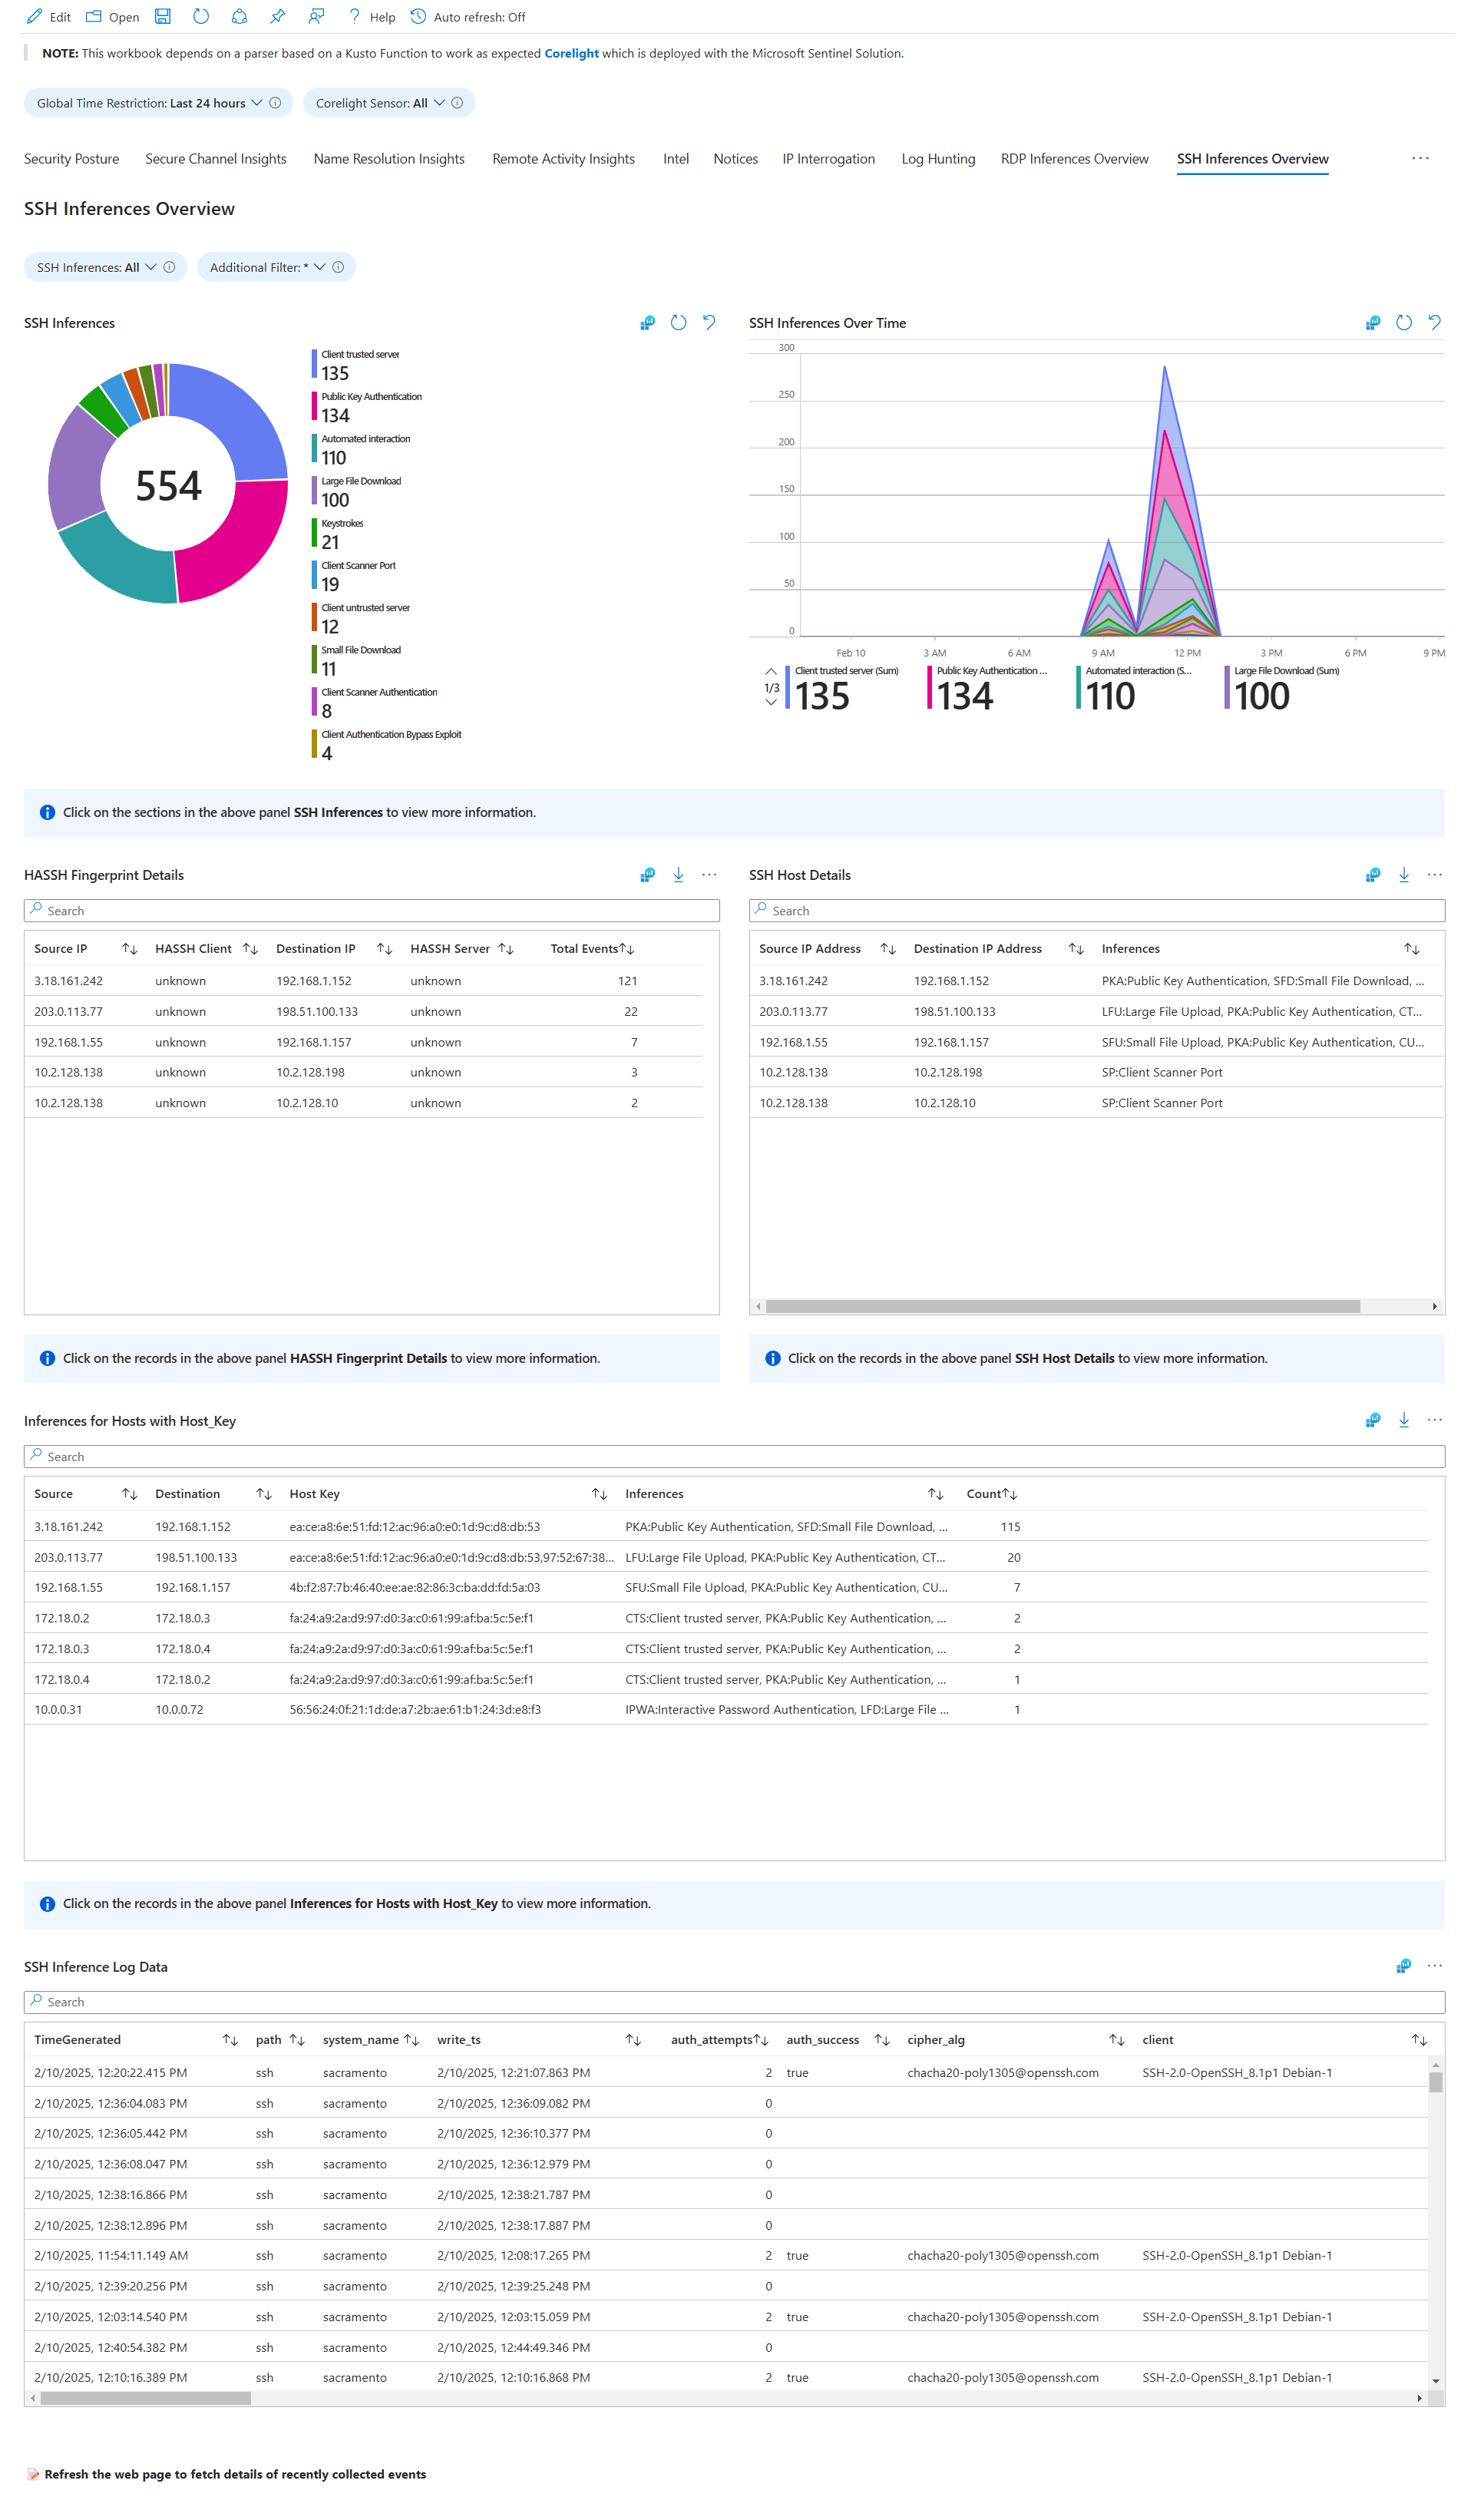 Edit Open Help Auto refresh: Off
NOTE: This workbook depends on a parser based on a Kusto Function to work as expected Corelight which is deployed with the Microsoft Sentinel Solution.
Global Time Restriction: Last 24 hours Corelight Sensor: All
Security Posture Secure Channel Insights Name Resolution Insights Remote Activity Insights Intel Notices IP Interrogation Log Hunting RDP Inferences Overview SSH Inferences Overview ...
SSH Inferences Overview
SSH Inferences: All Additional Filter: *
SSH Inferences
554
Client trusted server
135
Public Key Authentication
134
Automated interaction
110
Large File Download
100
Keystrokes
21
Client Scanner Port
19
Client untrusted server
12
Small File Download
11
Client Scanner Authentication
8
Client Authentication Bypass Exploit
4
SSH Inferences Over Time
300
250
200
150
100
50
0
Feb 10 3 AM 6 AM 9 AM 12 PM 3 PM 6 PM 9 PM
1/3
Client trusted server (Sum) Public Key Authentication ... Automated interaction (S... Large File Download (Sum)
135 134 110 100
Click on the sections in the above panel SSH Inferences to view more information.
HASSH Fingerprint Details
Search
Source IP HASSH Client Destination IP HASSH Server Total Events
3.18.161.242 unknown 192.168.1.152 unknown 121
203.0.113.77 unknown 198.51.100.133 unknown 22
192.168.1.55 unknown 192.168.1.157 unknown 7
10.2.128.138 unknown 10.2.128.198 unknown 3
10.2.128.138 unknown 10.2.128.10 unknown 2
Click on the records in the above panel HASSH Fingerprint Details to view more information.
SSH Host Details
Search
Source IP Address Destination IP Address Inferences
3.18.161.242 192.168.1.152 PKA:Public Key Authentication, SFD:Small File Download, ...
203.0.113.77 198.51.100.133 LFU:Large File Upload, PKA:Public Key Authentication, CT...
192.168.1.55 192.168.1.157 SFU:Small File Upload, PKA:Public Key Authentication, CU...
10.2.128.138 10.2.128.198 SP:Client Scanner Port
10.2.128.138 10.2.128.10 SP:Client Scanner Port
Click on the records in the above panel SSH Host Details to view more information.
Inferences for Hosts with Host_Key
Search
Source Destination Host Key Inferences Count
3.18.161.242 192.168.1.152 ea:ce:a8:6e:51:fd:12:ac:96:a0:e0:1d:9c:d8:db:53 PKA:Public Key Authentication, SFD:Small File Download, ... 115
203.0.113.77 198.51.100.133 ea:ce:a8:6e:51:fd:12:ac:96:a0:e0:1d:9c:d8:db:53,97:52:67:38... LFU:Large File Upload, PKA:Public Key Authentication, CT... 20
192.168.1.55 192.168.1.157 4b:f2:87:7b:46:40:ee:ae:82:86:3c:ba:dd:fd:5a:03 SFU:Small File Upload, PKA:Public Key Authentication, CU... 7
172.18.0.2 172.18.0.3 fa:24:a9:2a:d9:97:d0:3a:c0:61:99:af:ba:5c:5e:f1 CTS:Client trusted server, PKA:Public Key Authentication, ... 2
172.18.0.3 172.18.0.4 fa:24:a9:2a:d9:97:d0:3a:c0:61:99:af:ba:5c:5e:f1 CTS:Client trusted server, PKA:Public Key Authentication, ... 2
172.18.0.4 172.18.0.2 fa:24:a9:2a:d9:97:d0:3a:c0:61:99:af:ba:5c:5e:f1 CTS:Client trusted server, PKA:Public Key Authentication, ... 1
10.0.0.31 10.0.0.72 56:56:24:0f:21:1d:de:a7:2b:ae:61:b1:24:3d:e8:f3 IPWA:Interactive Password Authentication, LFD:Large File ... 1
Click on the records in the above panel Inferences for Hosts with Host_Key to view more information.
SSH Inference Log Data
Search
TimeGenerated path system_name write_ts auth_attempts auth_success cipher_alg client
2/10/2025, 12:20:22.415 PM ssh sacramento 2/10/2025, 12:21:07.863 PM 2 true chacha20-poly1305@openssh.com SSH-2.0-OpenSSH_8.1p1 Debian-1
2/10/2025, 12:36:04.083 PM ssh sacramento 2/10/2025, 12:36:09.082 PM 0
2/10/2025, 12:36:05.442 PM ssh sacramento 2/10/2025, 12:36:10.377 PM 0
2/10/2025, 12:36:08.047 PM ssh sacramento 2/10/2025, 12:36:12.979 PM 0
2/10/2025, 12:38:16.866 PM ssh sacramento 2/10/2025, 12:38:21.787 PM 0
2/10/2025, 12:38:12.896 PM ssh sacramento 2/10/2025, 12:38:17.887 PM 0
2/10/2025, 11:54:11.149 AM ssh sacramento 2/10/2025, 12:08:17.265 PM 2 true chacha20-poly1305@openssh.com SSH-2.0-OpenSSH_8.1p1 Debian-1
2/10/2025, 12:39:20.256 PM ssh sacramento 2/10/2025, 12:39:25.248 PM 0
2/10/2025, 12:03:14.540 PM ssh sacramento 2/10/2025, 12:03:15.059 PM 2 true chacha20-poly1305@openssh.com SSH-2.0-OpenSSH_8.1p1 Debian-1
2/10/2025, 12:40:54.382 PM ssh sacramento 2/10/2025, 12:44:49.346 PM 0
2/10/2025, 12:10:16.389 PM ssh sacramento 2/10/2025, 12:10:16.868 PM 2 true chacha20-poly1305@openssh.com SSH-2.0-OpenSSH_8.1p1 Debian-1
Refresh the web page to fetch details of recently collected events